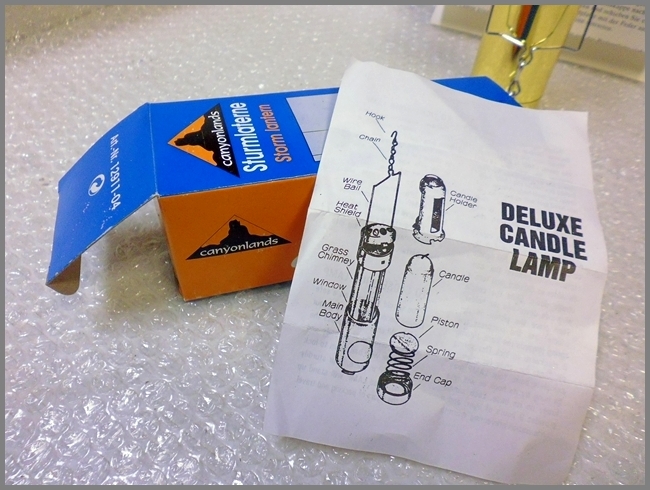 canyonlands
Sturmlaterne
Storm lantern
canyonlands
Hook
Chain
Wire
Bail
Heat
Shield
Grass
Chimney
Window
Main
Body
Candle
Holder
Candle
Piston
Spring
End Cap
DELUXE
CANDLE
LAMP